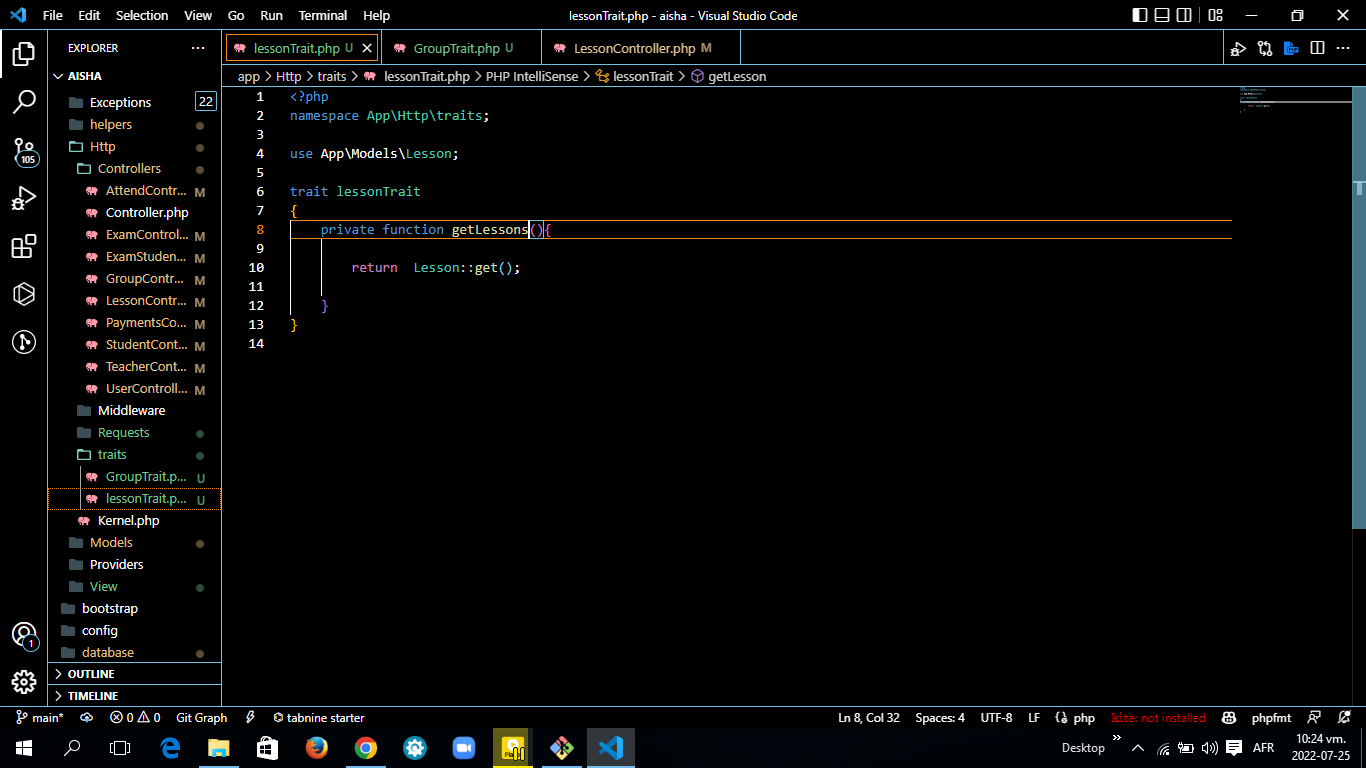 File Edit Selection View Go Run Terminal Help lessonTrait.php - aisha - Visual Studio Code
EXPLORER
lessonTrait.php U GroupTrait.php U LessonController.php M
app > Http > traits > lessonTrait.php > PHP IntelliSense > lessonTrait > getLesson
AISHA
Exceptions 22
helpers
Http
Controllers
AttendContr... M
Controller.php
ExamControl... M
ExamStuden... M
GroupContr... M
LessonContr... M
PaymentsCo... M
StudentCont... M
TeacherCont... M
UserControll... M
Middleware
Requests
traits
GroupTrait.p... U
lessonTrait.p... U
Kernel.php
Models
Providers
View
bootstrap
config
database
OUTLINE
TIMELINE
105
1
1 <?php
2 namespace App\Http\traits;
3
4 use App\Models\Lesson;
5
6 trait lessonTrait
7 {
8 private function getLessons(){
9
10 return  Lesson::get();
11
12 }
13 }
14
main* 0 0 Git Graph tabnine starter Ln 8, Col 32 Spaces: 4 UTF-8 LF php kite: not installed phpfmt
Desktop AFR 10:24 vm.
2022-07-25